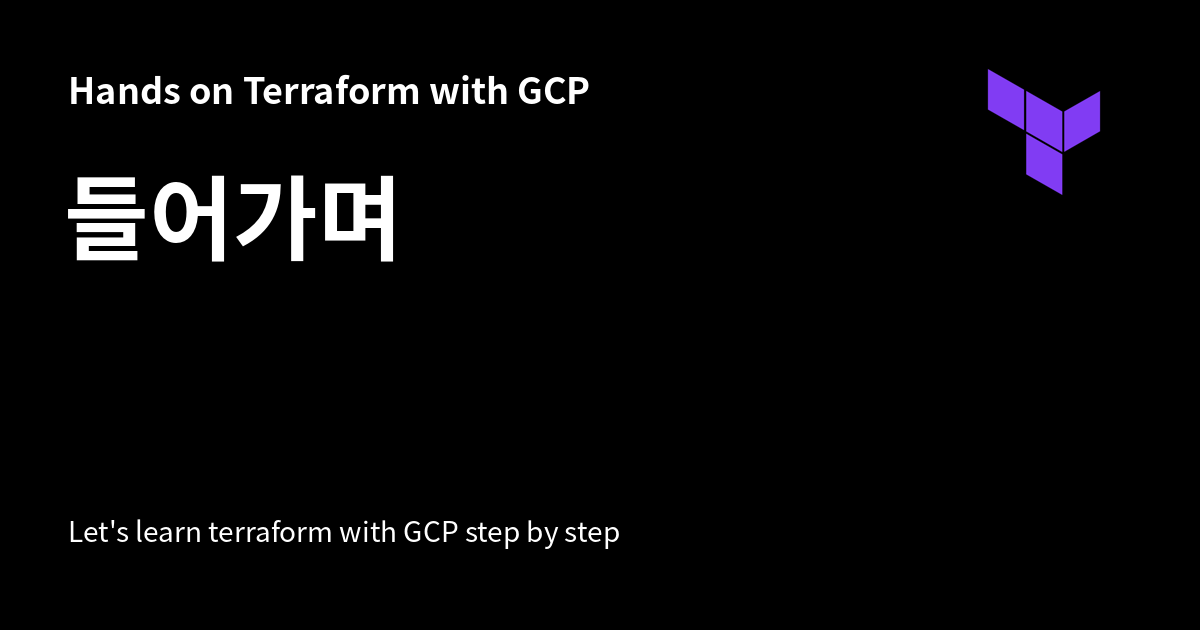 Hands on Terraform with GCP
들어가며
Let's learn terraform with GCP step by step